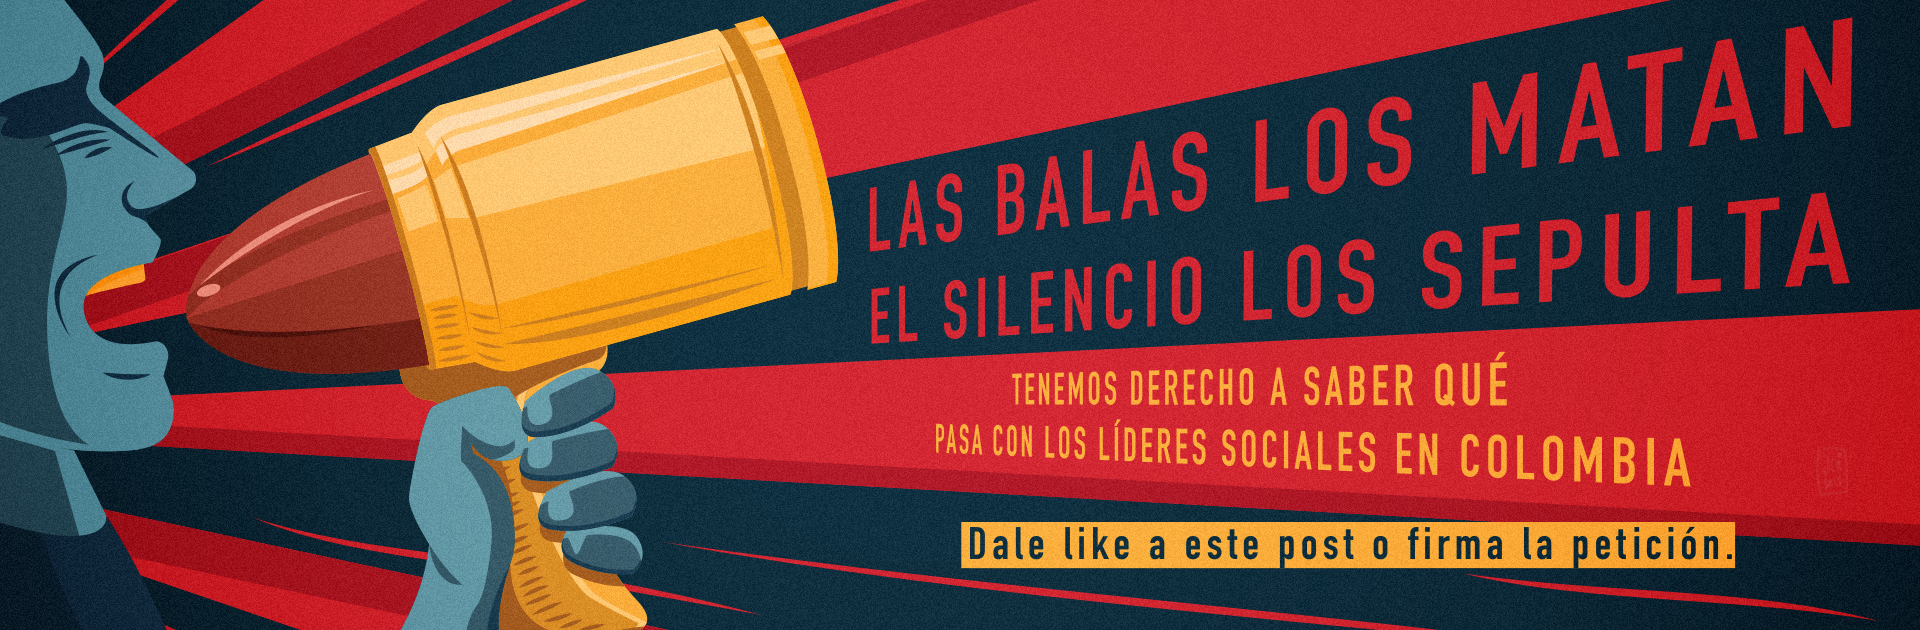 LAS BALAS LOS MATAN
EL SILENCIO LOS SEPULTA
TENEMOS DERECHO A SABER QUÉ
PASA CON LOS LÍDERES SOCIALES EN COLOMBIA
Dale like a este post o firma la petición.